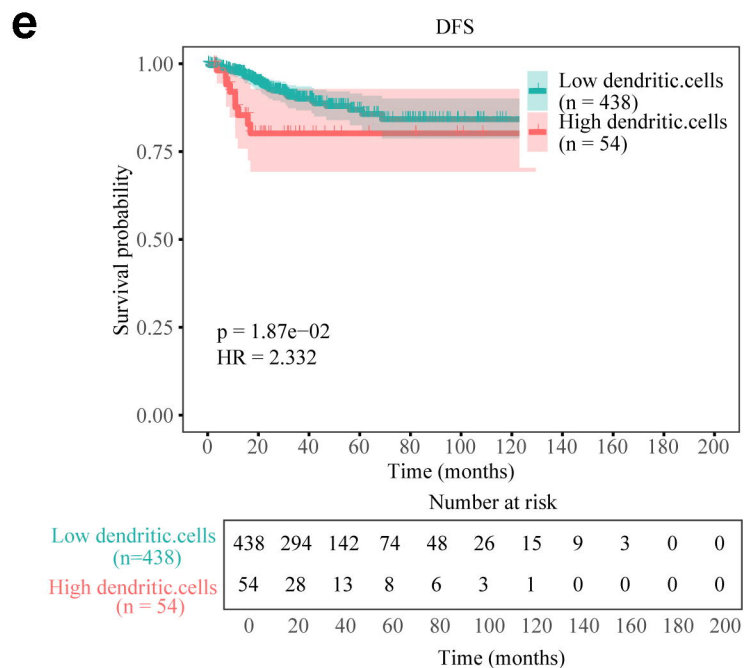 e
DFS
Survival probability
1.00
0.75
0.50
0.25
0.00
Low dendritic.cells
(n = 438)
High dendritic.cells
(n = 54)
p = 1.87e−02
HR = 2.332
0 20 40 60 80 100 120 140 160 180 200
Time (months)
Number at risk
Low dendritic.cells
(n=438)
438 294 142 74 48 26 15 9 3 0 0
High dendritic.cells
(n = 54)
54 28 13 8 6 3 1 0 0 0 0
0 20 40 60 80 100 120 140 160 180 200
Time (months)